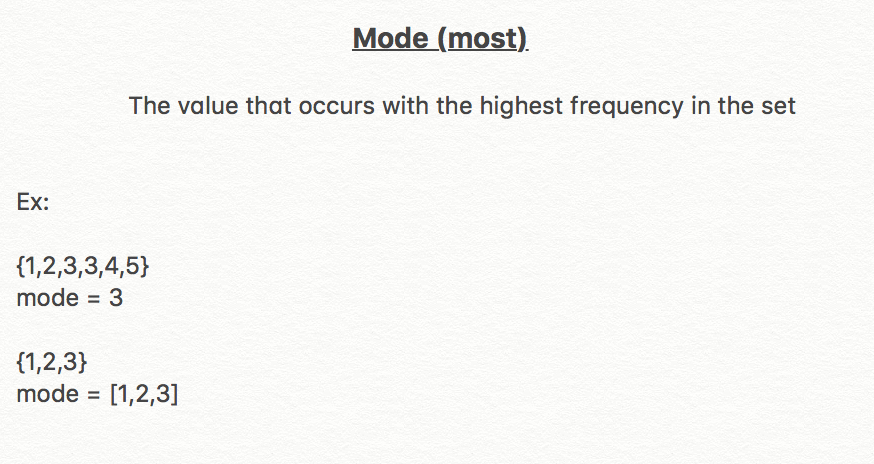 Mode (most)
The value that occurs with the highest frequency in the set
Ex:
{1,2,3,3,4,5}
mode = 3
{1,2,3}
mode = [1,2,3]